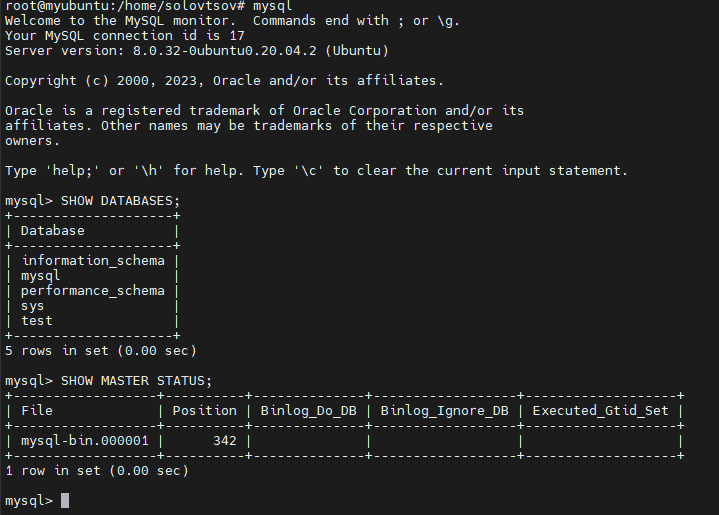 root@myubuntu:/home/solovtsov# mysql
Welcome to the MySQL monitor.  Commands end with ; or \g.
Your MySQL connection id is 17
Server version: 8.0.32-0ubuntu0.20.04.2 (Ubuntu)

Copyright (c) 2000, 2023, Oracle and/or its affiliates.

Oracle is a registered trademark of Oracle Corporation and/or its
affiliates. Other names may be trademarks of their respective
owners.

Type 'help;' or '\h' for help. Type '\c' to clear the current input statement.

mysql> SHOW DATABASES;
+--------------------+
| Database           |
+--------------------+
| information_schema |
| mysql              |
| performance_schema |
| sys                |
| test               |
+--------------------+
5 rows in set (0.00 sec)

mysql> SHOW MASTER STATUS;
+------------------+----------+--------------+------------------+-------------------+
| File             | Position | Binlog_Do_DB | Binlog_Ignore_DB | Executed_Gtid_Set |
+------------------+----------+--------------+------------------+-------------------+
| mysql-bin.000001 |      342 |              |                  |                   |
+------------------+----------+--------------+------------------+-------------------+
1 row in set (0.00 sec)

mysql>